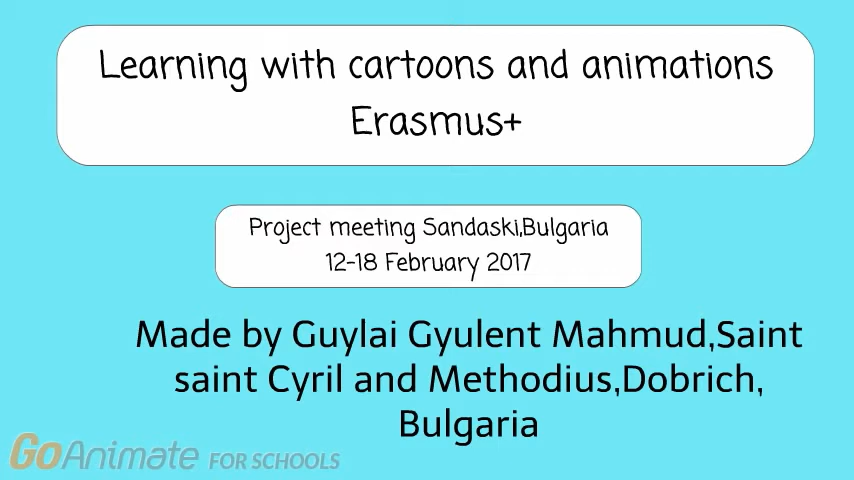 Learning with cartoons and animations
Erasmus+
Project meeting Sandaski,Bulgaria
12-18 February 2017
Made by Guylai Gyulent Mahmud,Saint
saint Cyril and Methodius,Dobrich,
Bulgaria
GoAnimate FOR SCHOOLS